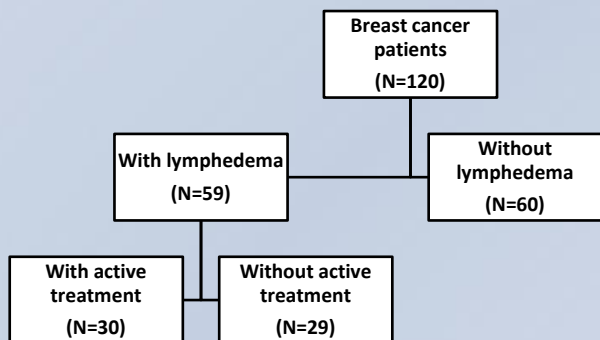 Breast cancer
patients
(N=120)
With lymphedema
(N=59)
Without
lymphedema
(N=60)
With active
treatment
(N=30)
Without active
treatment
(N=29)